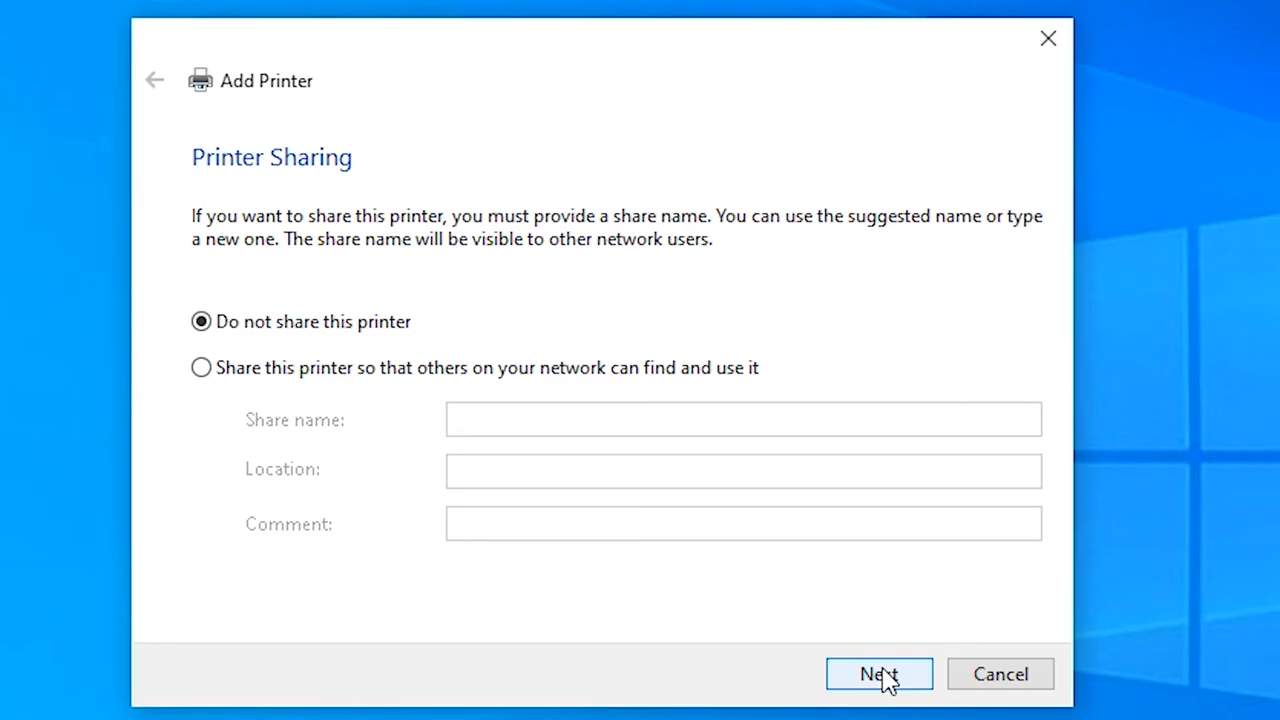 Add Printer
Printer Sharing
If you want to share this printer, you must provide a share name. You can use the suggested name or type
a new one. The share name will be visible to other network users.
Do not share this printer
Share this printer so that others on your network can find and use it
Share name:
Location:
Comment:
Next Cancel